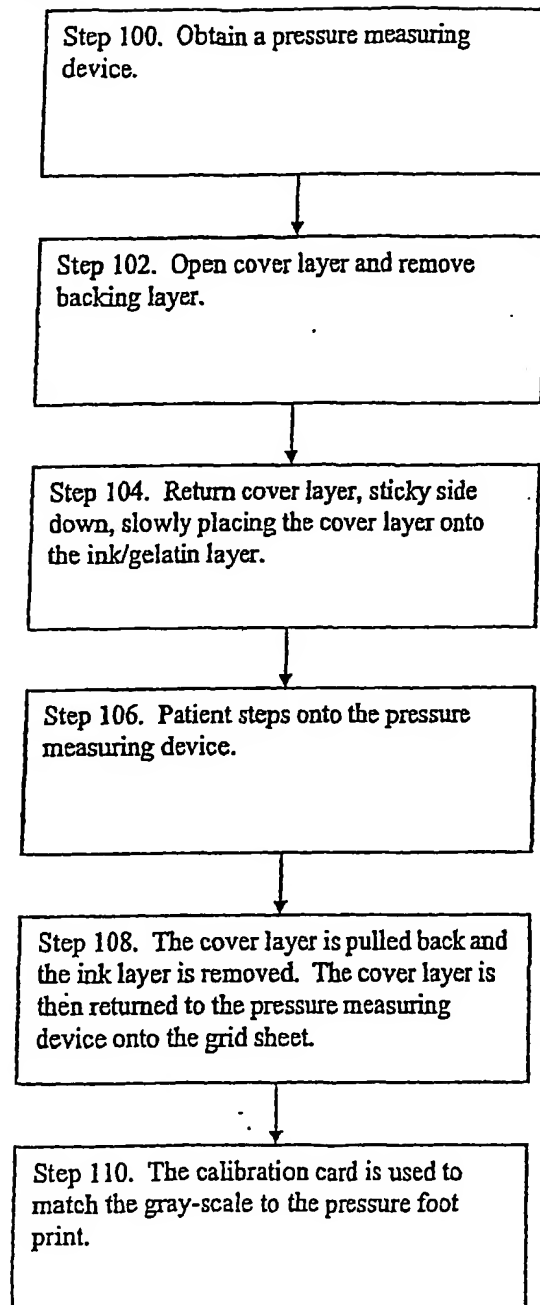 Step 100. Obtain a pressure measuring
device.
Step 102. Open cover layer and remove
backing layer.
Step 104. Return cover layer, sticky side
down, slowly placing the cover layer onto
the ink/gelatin layer.
Step 106. Patient steps onto the pressure
measuring device.
Step 108. The cover layer is pulled back and
the ink layer is removed. The cover layer is
then returned to the pressure measuring
device onto the grid sheet.
Step 110. The calibration card is used to
match the gray-scale to the pressure foot
print.